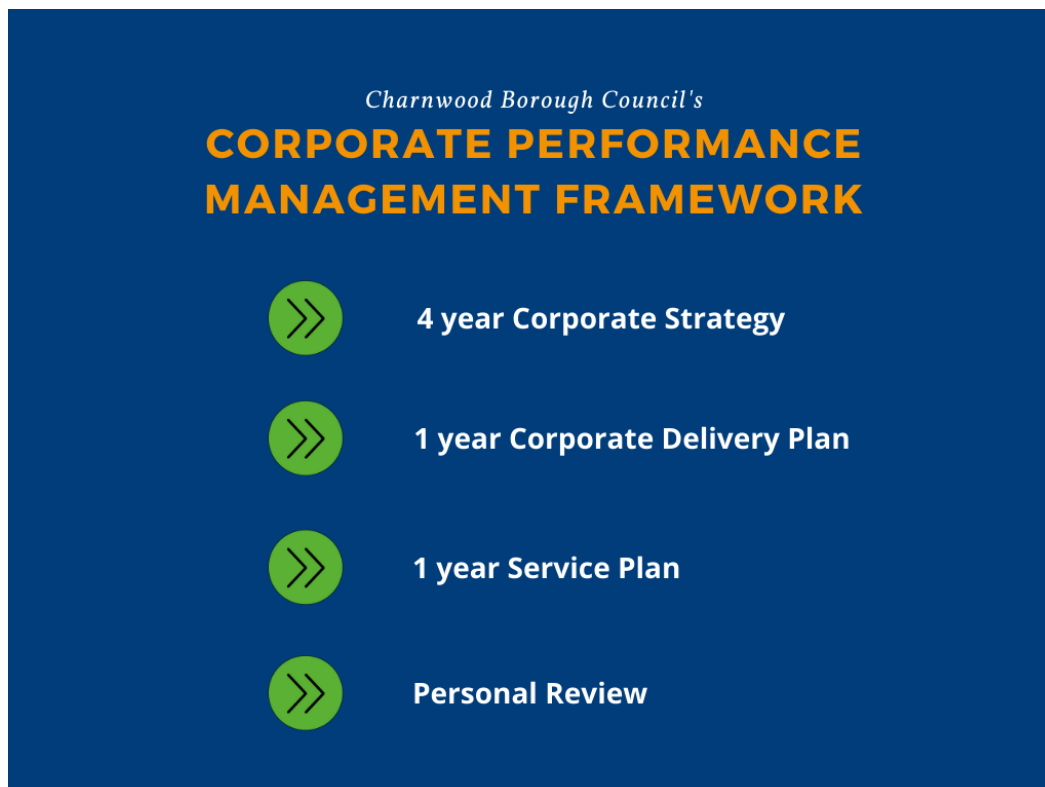 Charnwood Borough Council's
CORPORATE PERFORMANCE
MANAGEMENT FRAMEWORK
4 year Corporate Strategy
1 year Corporate Delivery Plan
1 year Service Plan
Personal Review